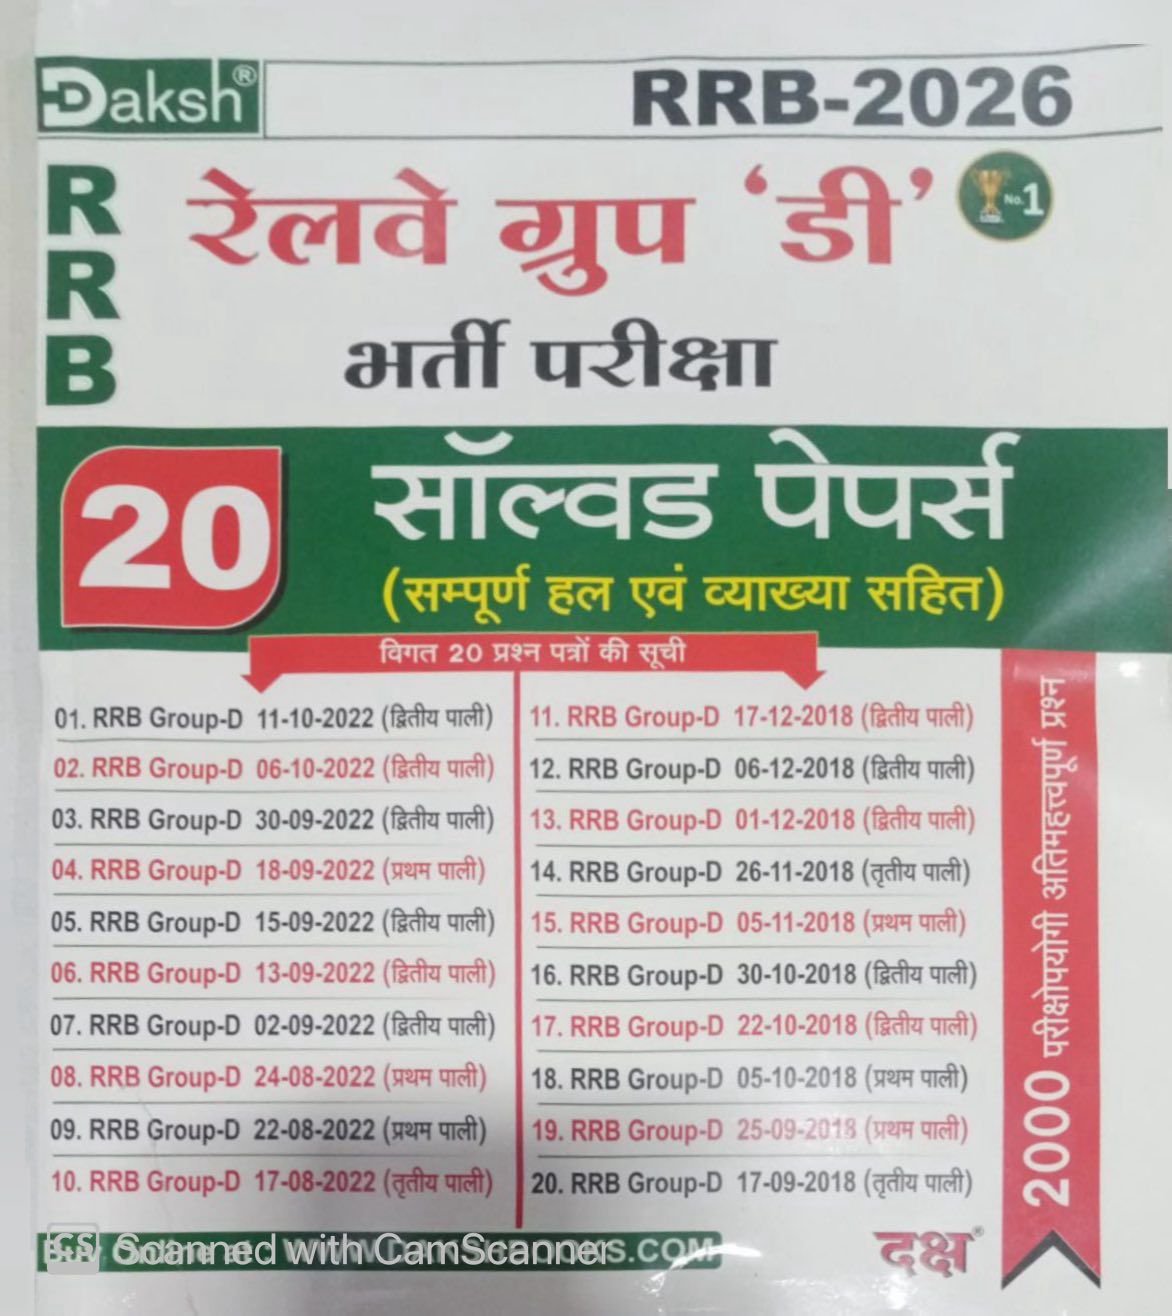 Daksh®
RRB-2026
RRB
रेलवे ग्रुप ‘डी’
No.1
भर्ती परीक्षा
20
सॉल्वड पेपर्स
(सम्पूर्ण हल एवं व्याख्या सहित)
विगत 20 प्रश्न पत्रों की सूची
01. RRB Group-D 11-10-2022 (द्वितीय पाली)
02. RRB Group-D 06-10-2022 (द्वितीय पाली)
03. RRB Group-D 30-09-2022 (द्वितीय पाली)
04. RRB Group-D 18-09-2022 (प्रथम पाली)
05. RRB Group-D 15-09-2022 (द्वितीय पाली)
06. RRB Group-D 13-09-2022 (द्वितीय पाली)
07. RRB Group-D 02-09-2022 (द्वितीय पाली)
08. RRB Group-D 24-08-2022 (प्रथम पाली)
09. RRB Group-D 22-08-2022 (प्रथम पाली)
10. RRB Group-D 17-08-2022 (तृतीय पाली)
11. RRB Group-D 17-12-2018 (द्वितीय पाली)
12. RRB Group-D 06-12-2018 (द्वितीय पाली)
13. RRB Group-D 01-12-2018 (द्वितीय पाली)
14. RRB Group-D 26-11-2018 (तृतीय पाली)
15. RRB Group-D 05-11-2018 (प्रथम पाली)
16. RRB Group-D 30-10-2018 (द्वितीय पाली)
17. RRB Group-D 22-10-2018 (द्वितीय पाली)
18. RRB Group-D 05-10-2018 (प्रथम पाली)
19. RRB Group-D 25-09-2018 (प्रथम पाली)
20. RRB Group-D 17-09-2018 (तृतीय पाली)
2000 परीक्षोपयोगी अतिमहत्त्वपूर्ण प्रश्न
CS Scanned with CamScanner
दक्ष®